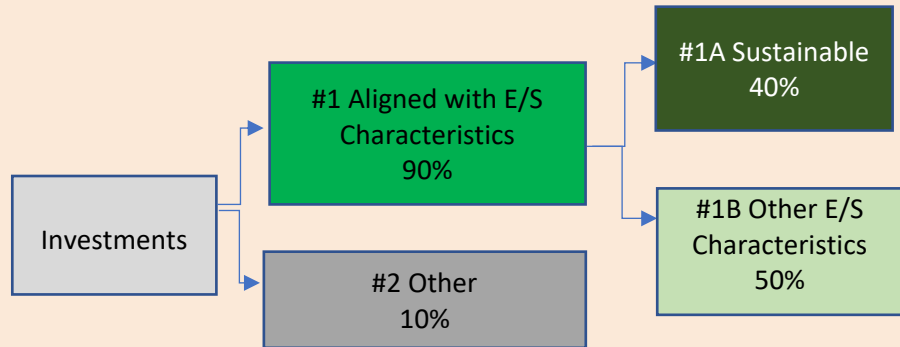 Investments
#1 Aligned with E/S
Characteristics
90%
#2 Other
10%
#1A Sustainable
40%
#1B Other E/S
Characteristics
50%